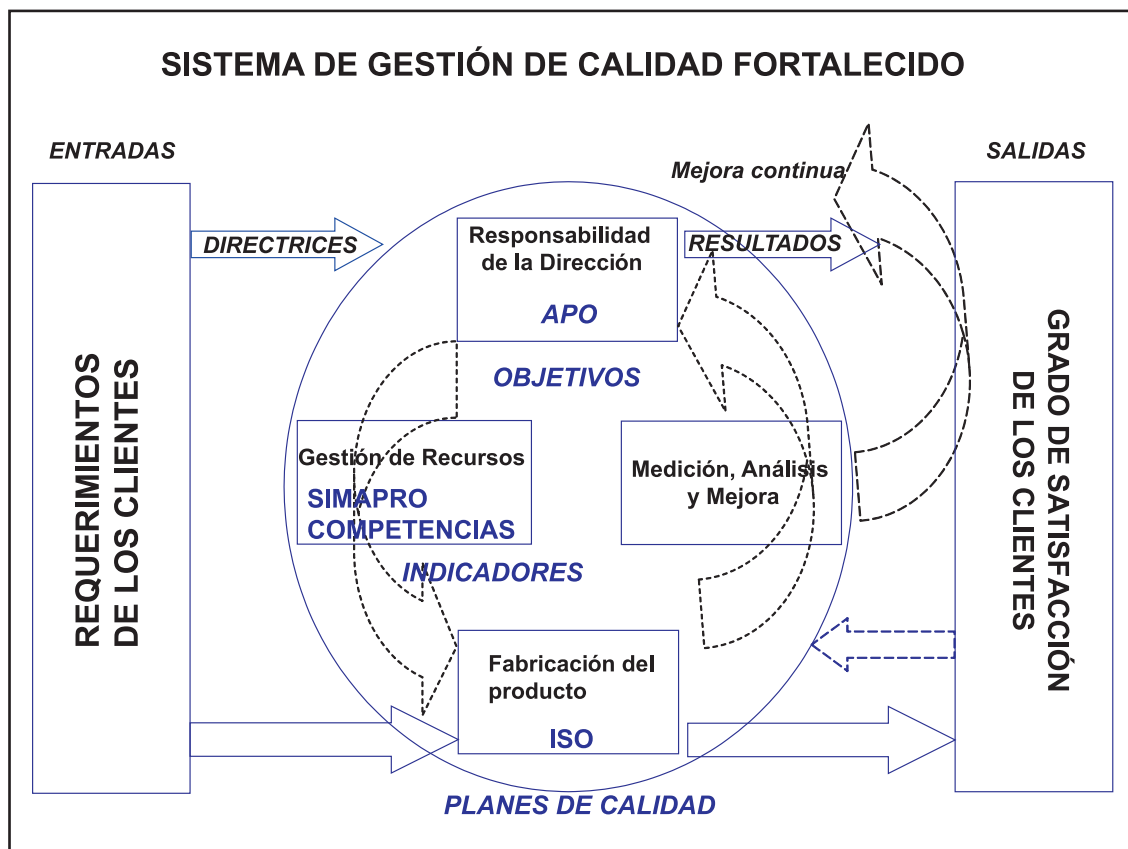 SISTEMA DE GESTIÓN DE CALIDAD FORTALECIDO
ENTRADAS
SALIDAS
Mejora continua
DIRECTRICES
Responsabilidad
de la Dirección
APO
RESULTADOS
OBJETIVOS
REQUERIMIENTOS
DE LOS CLIENTES
Gestión de Recursos
SIMAPRO
COMPETENCIAS
Medición, Análisis
y Mejora
GRADO DE SATISFACCIÓN
DE LOS CLIENTES
INDICADORES
Fabricación del
producto
ISO
PLANES DE CALIDAD